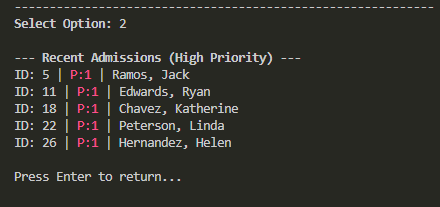 ------------------------------------------------------------
Select Option: 2
--- Recent Admissions (High Priority) ---
ID: 5 | P:1 | Ramos, Jack
ID: 11 | P:1 | Edwards, Ryan
ID: 18 | P:1 | Chavez, Katherine
ID: 22 | P:1 | Peterson, Linda
ID: 26 | P:1 | Hernandez, Helen
Press Enter to return...